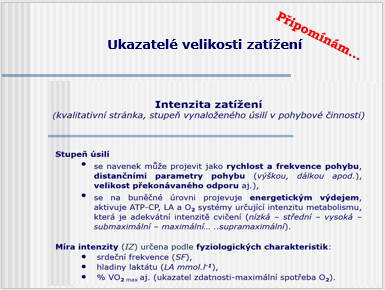 Připomínám...
Ukazatelé velikosti zatížení
Intenzita zatížení
(kvalitativní stránka, stupeň vynaloženého úsilí v pohybové činnosti)
Stupeň úsilí
se navenek může projevit jako rychlost a frekvence pohybu,
distančními parametry pohybu (výškou, dálkou apod.),
velikost překonávaného odporu aj.),
se na buněčné úrovni projevuje energetickým výdejem,
aktivuje ATP-CP, LA a O2 systémy určující intenzitu metabolismu,
která je adekvátní intenzitě cvičení (nízká – střední – vysoká –
submaximální – maximální... ..supramaximální).
Míra intenzity (IZ) určena podle fyziologických charakteristik:
srdeční frekvence (SF),
hladiny laktátu (LA mmol.l-1),
% VO2 max aj. (ukazatel zdatnosti-maximální spotřeba O2).